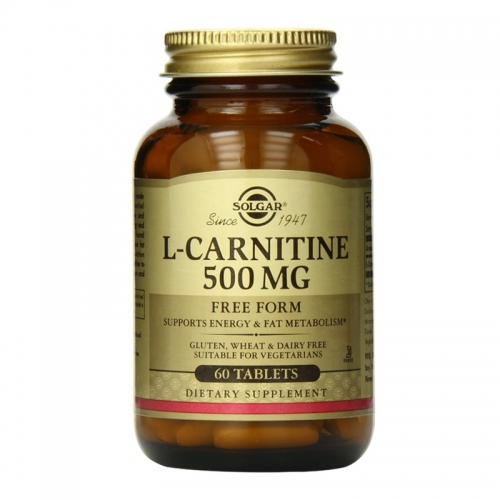 SOLGAR®
Since 1947
L-CARNITINE
500 MG
FREE FORM
SUPPORTS ENERGY & FAT METABOLISM*
GLUTEN, WHEAT & DAIRY FREE
SUITABLE FOR VEGETARIANS
60 TABLETS
DIETARY SUPPLEMENT